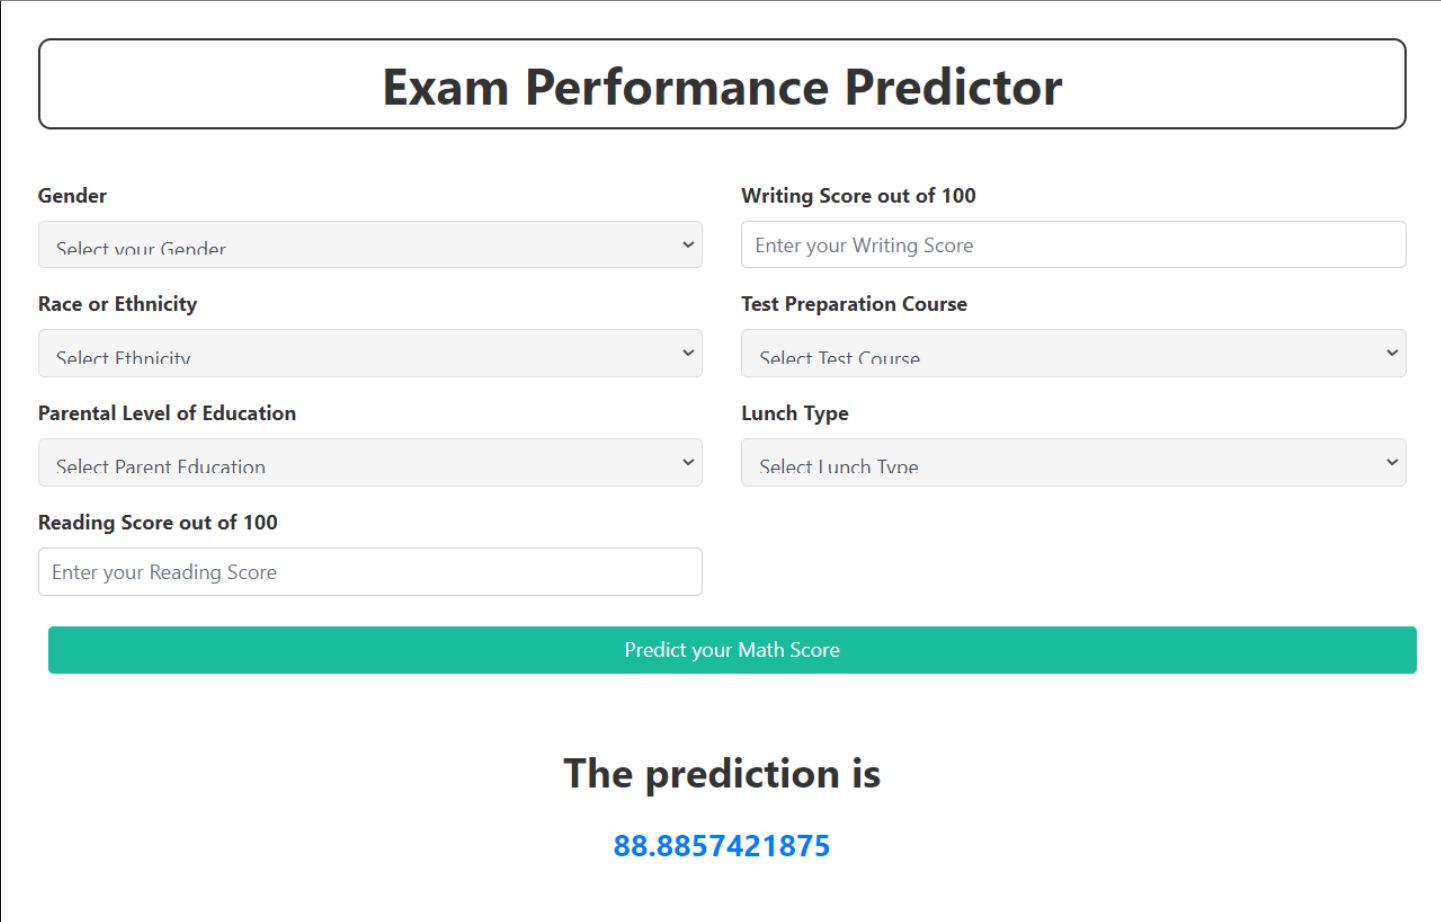 Exam Performance Predictor
Gender
Select your Gender
Writing Score out of 100
Enter your Writing Score
Race or Ethnicity
Select Ethnicity
Test Preparation Course
Select Test Course
Parental Level of Education
Select Parent Education
Lunch Type
Select Lunch Type
Reading Score out of 100
Enter your Reading Score
Predict your Math Score
The prediction is
88.8857421875